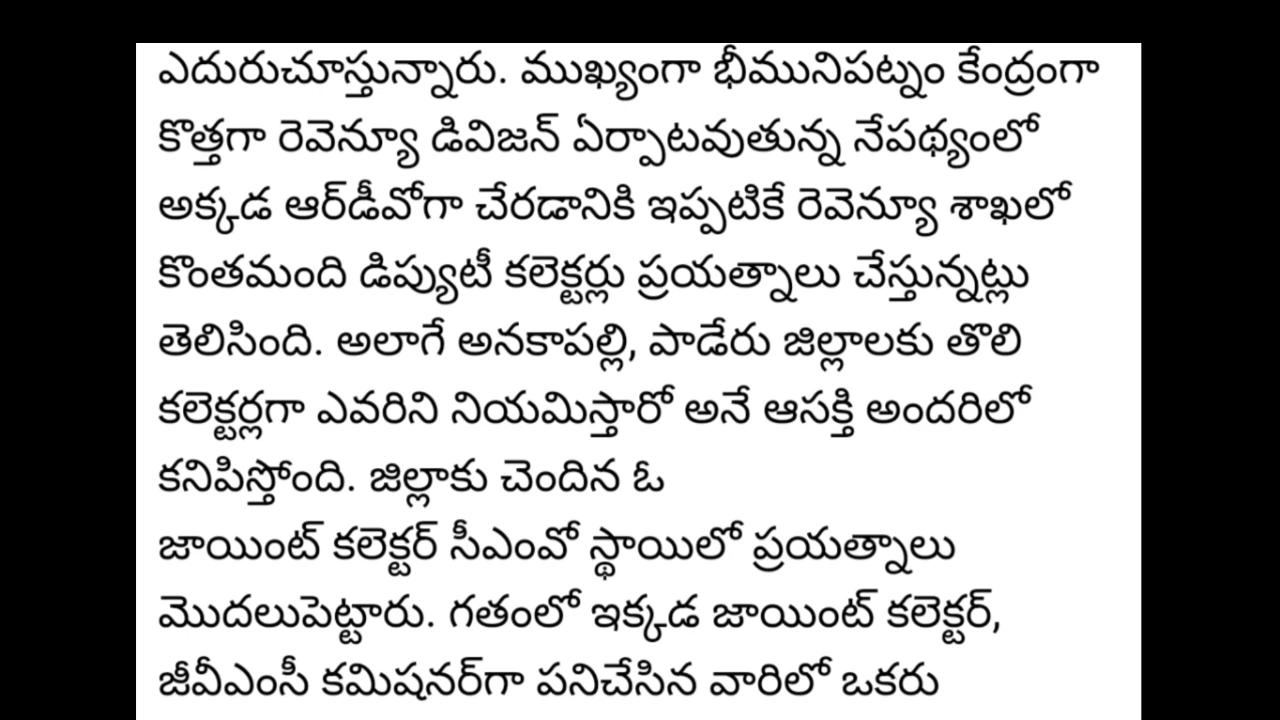 ఎదురుచూస్తున్నారు. ముఖ్యంగా భీమునిపట్నం కేంద్రంగా
కొత్తగా రెవెన్యూ డివిజన్ ఏర్పాటవుతున్న నేపథ్యంలో
అక్కడ ఆర్‌డీవోగా చేరడానికి ఇప్పటికే రెవెన్యూ శాఖలో
కొంతమంది డిప్యుటీ కలెక్టర్లు ప్రయత్నాలు చేస్తున్నట్లు
తెలిసింది. అలాగే అనకాపల్లి, పాడేరు జిల్లాలకు తొలి
కలెక్టర్లగా ఎవరిని నియమిస్తారో అనే ఆసక్తి అందరిలో
కనిపిస్తోంది. జిల్లాకు చెందిన ఓ
జాయింట్ కలెక్టర్ సీఎంవో స్థాయిలో ప్రయత్నాలు
మొదలుపెట్టారు. గతంలో ఇక్కడ జాయింట్ కలెక్టర్,
జీవీఎంసీ కమిషనర్‌గా పనిచేసిన వారిలో ఒకరు